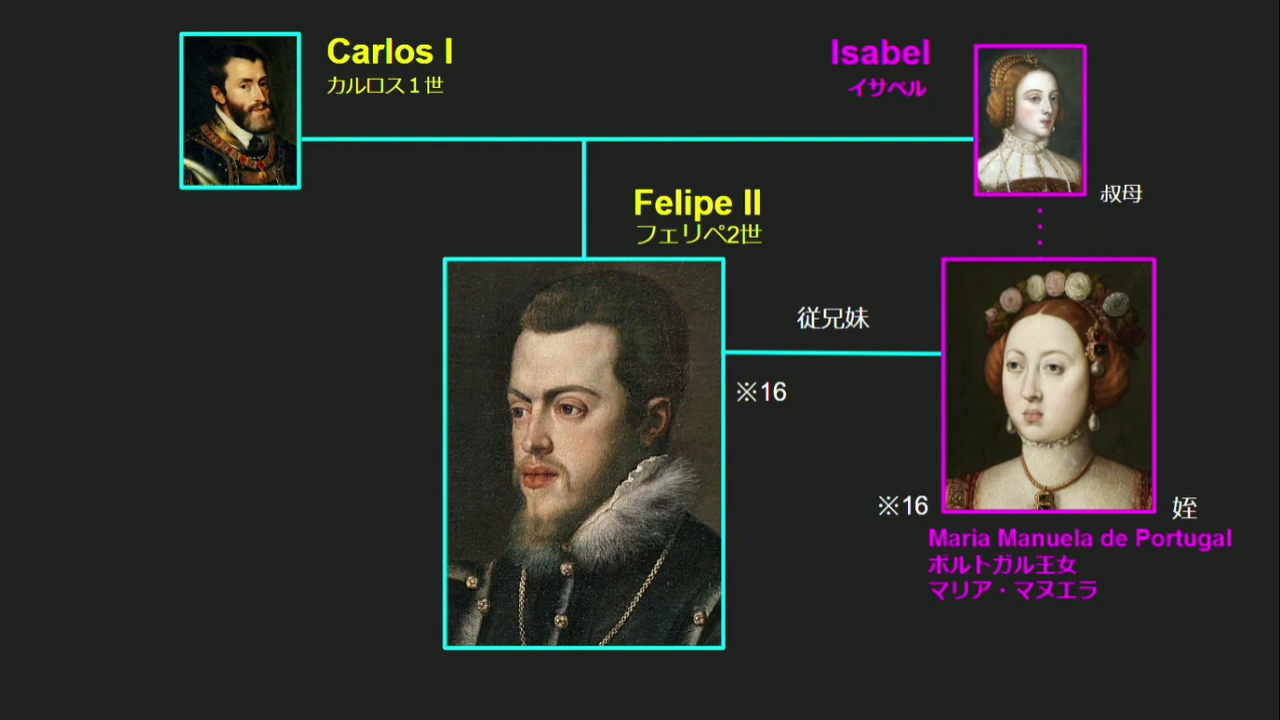 Carlos I
カルロス１世
Isabel
イサベル
叔母
Felipe II
フェリペ2世
従兄妹
※16
※16
姪
Maria Manuela de Portugal
ポルトガル王女
マリア・マヌエラ